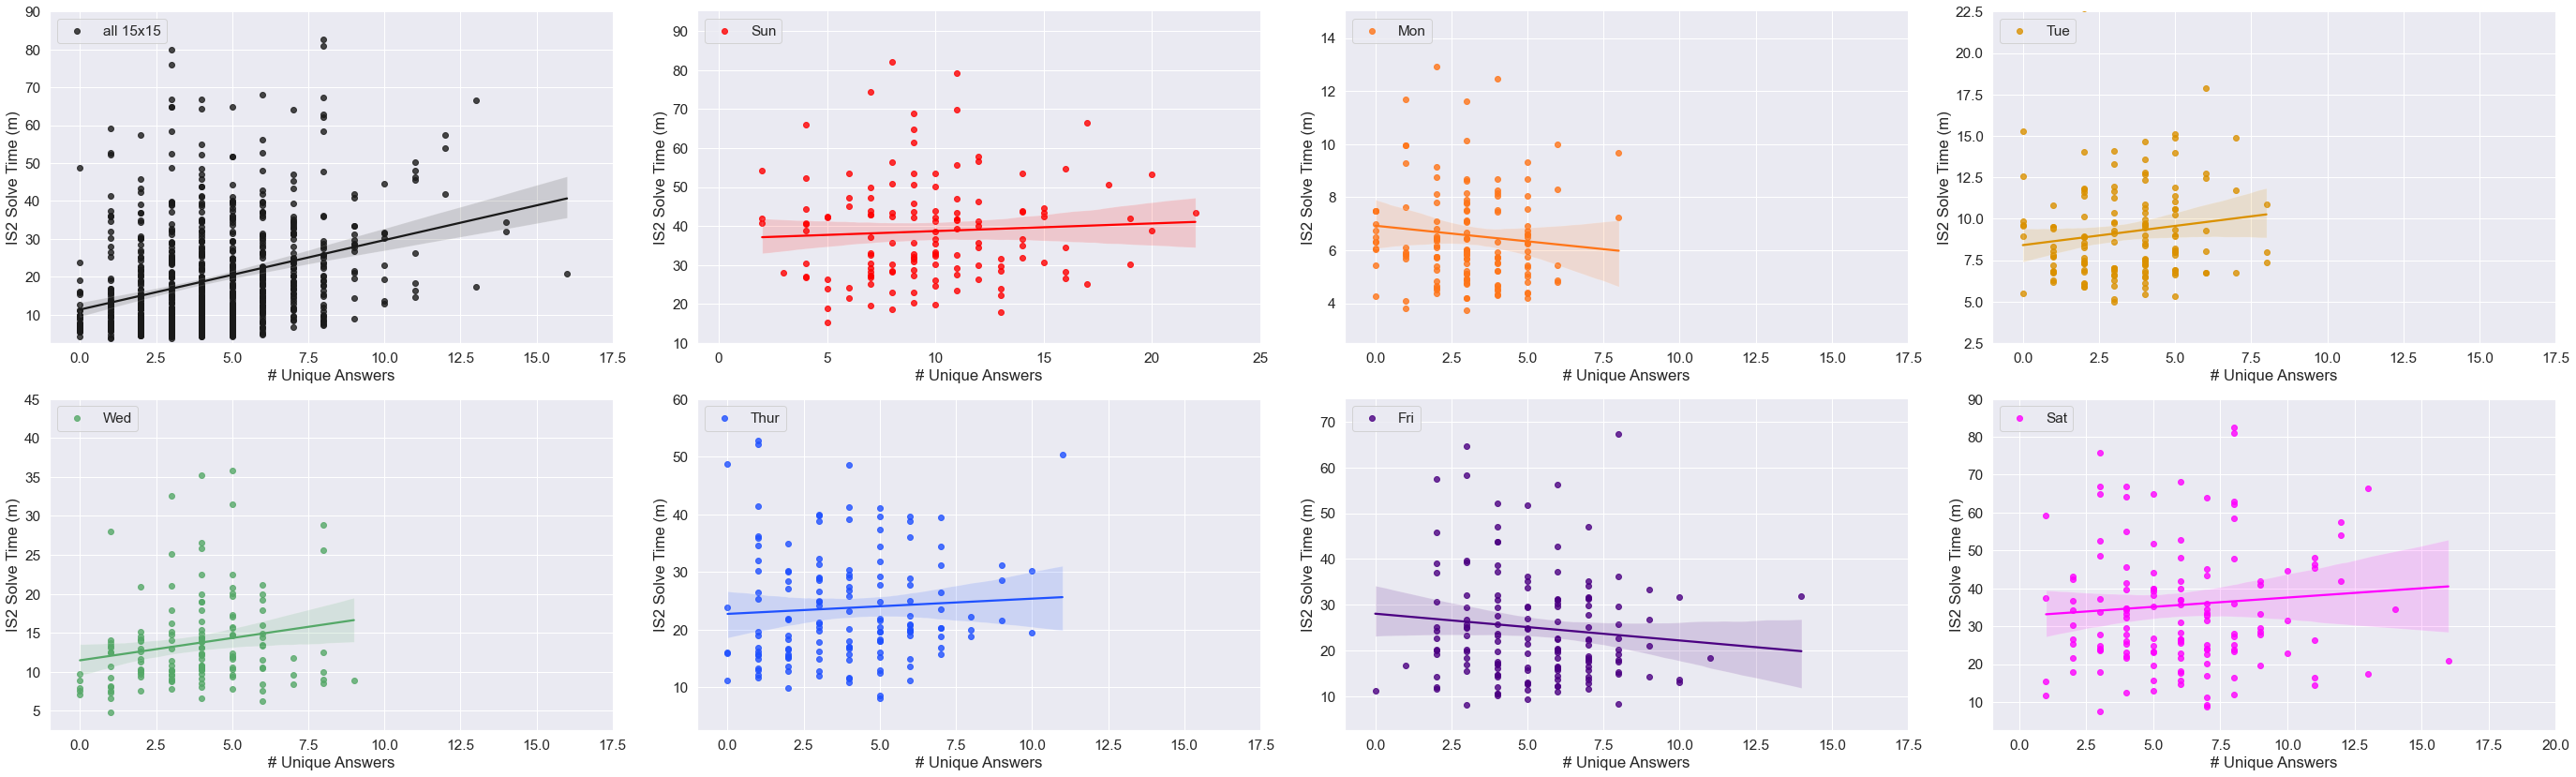 all 15x15
IS2 Solve Time (m)
90
80
70
60
50
40
30
20
10
0.0 2.5 5.0 7.5 10.0 12.5 15.0 17.5
# Unique Answers
Sun
IS2 Solve Time (m)
90
80
70
60
50
40
30
20
10
0 5 10 15 20 25
# Unique Answers
Mon
IS2 Solve Time (m)
14
12
10
8
6
4
0.0 2.5 5.0 7.5 10.0 12.5 15.0 17.5
# Unique Answers
Tue
IS2 Solve Time (m)
22.5
20.0
17.5
15.0
12.5
10.0
7.5
5.0
2.5
0.0 2.5 5.0 7.5 10.0 12.5 15.0 17.5
# Unique Answers
Wed
IS2 Solve Time (m)
45
40
35
30
25
20
15
10
5
0.0 2.5 5.0 7.5 10.0 12.5 15.0 17.5
# Unique Answers
Thur
IS2 Solve Time (m)
60
50
40
30
20
10
0.0 2.5 5.0 7.5 10.0 12.5 15.0 17.5
# Unique Answers
Fri
IS2 Solve Time (m)
70
60
50
40
30
20
10
0.0 2.5 5.0 7.5 10.0 12.5 15.0 17.5
# Unique Answers
Sat
IS2 Solve Time (m)
90
80
70
60
50
40
30
20
10
0.0 2.5 5.0 7.5 10.0 12.5 15.0 17.5 20.0
# Unique Answers